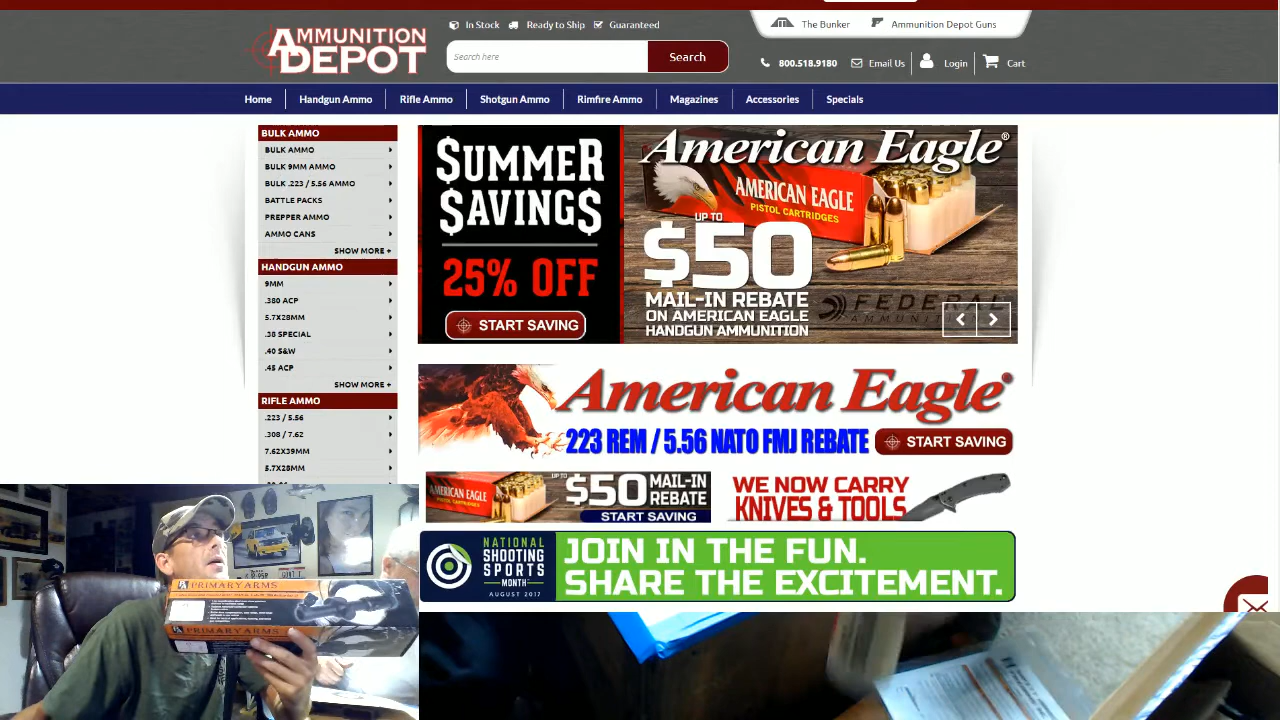 In Stock Ready to Ship Guaranteed
The Bunker Ammunition Depot Guns
AMMUNITION
DEPOT
Search here Search
800.518.9180 Email Us Login Cart
Home Handgun Ammo Rifle Ammo Shotgun Ammo Rimfire Ammo Magazines Accessories Specials
BULK AMMO
BULK AMMO
BULK 9MM AMMO
BULK .223 / 5.56 AMMO
BATTLE PACKS
PREPPER AMMO
AMMO CANS
SHOW MORE +
HANDGUN AMMO
9MM
.380 ACP
5.7X28MM
.38 SPECIAL
.40 S&W
.45 ACP
SHOW MORE +
RIFLE AMMO
.223 / 5.56
.308 / 7.62
7.62X39MM
5.7X28MM
$UMMER
$AVING$
25% OFF
START SAVING
American Eagle®
AMERICAN EAGLE
PISTOL CARTRIDGES
UP TO
$50
MAIL-IN REBATE
ON AMERICAN EAGLE
HANDGUN AMMUNITION
FEDERAL
AMMUNITION
American Eagle®
223 REM / 5.56 NATO FMJ REBATE START SAVING
AMERICAN EAGLE
UP TO
$50 MAIL-IN
REBATE
START SAVING
WE NOW CARRY
KNIVES & TOOLS
NATIONAL
SHOOTING
SPORTS
MONTH
AUGUST 2017
JOIN IN THE FUN.
SHARE THE EXCITEMENT.
PRIMARY ARMS
PRIMARY ARMS